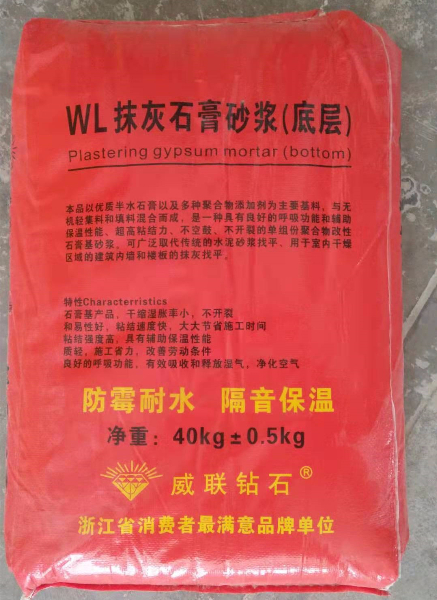 WL抹灰石膏砂浆(底层)
Plastering gypsum mortar (bottom)
本品以优质半水石膏以及多种聚合物添加剂为主要基料，与无
机轻集料和填料混合而成，是一种具有良好的呼吸功能和辅助
保温性能、超高粘结力、不空鼓、不开裂的单组份聚合物改性
石膏基砂浆，可广泛取代传统的水泥砂浆找平、用于室内干燥
区域的建筑内墙和楼板的抹灰找平。
特性Characterristics
石膏基产品，干缩湿胀率小，不开裂
和易性好，粘结速度快，大大节省施工时间
粘结强度高，具有辅助保温性能
质轻，施工省力，改善劳动条件
良好的呼吸功能，有效吸收和释放湿气，净化空气
防霉耐水 隔音保温
净重：40kg±0.5kg
威联钻石®
浙江省消费者最满意品牌单位